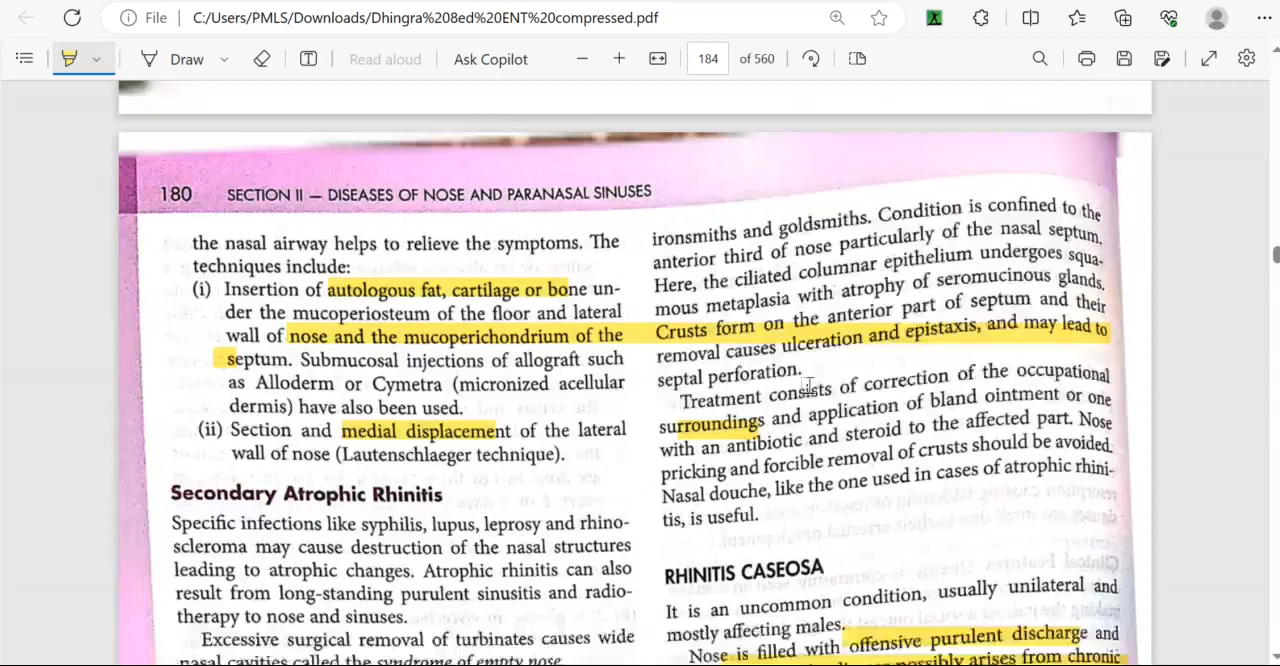 File
C:/Users/PMLS/Downloads/Dhingra%208ed%20ENT%20compressed.pdf
Draw
Read aloud
Ask Copilot
184
of 560
180 SECTION II — DISEASES OF NOSE AND PARANASAL SINUSES
the nasal airway helps to relieve the symptoms. The
techniques include:
(i) Insertion of autologous fat, cartilage or bone un-
der the mucoperiosteum of the floor and lateral
wall of nose and the mucoperichondrium of the
septum. Submucosal injections of allograft such
as Alloderm or Cymetra (micronized acellular
dermis) have also been used.
(ii) Section and medial displacement of the lateral
wall of nose (Lautenschlaeger technique).
Secondary Atrophic Rhinitis
Specific infections like syphilis, lupus, leprosy and rhino-
scleroma may cause destruction of the nasal structures
leading to atrophic changes. Atrophic rhinitis can also
result from long-standing purulent sinusitis and radio-
therapy to nose and sinuses.
Excessive surgical removal of turbinates causes wide
nasal cavities called the syndrome of empty nose
ironsmiths and goldsmiths. Condition is confined to the
anterior third of nose particularly of the nasal septum.
Here, the ciliated columnar epithelium undergoes squa-
mous metaplasia with atrophy of seromucinous glands.
Crusts form on the anterior part of septum and their
removal causes ulceration and epistaxis, and may lead to
septal perforation.
Treatment consists of correction of the occupational
surroundings and application of bland ointment or one
with an antibiotic and steroid to the affected part. Nose
pricking and forcible removal of crusts should be avoided.
Nasal douche, like the one used in cases of atrophic rhini-
tis, is useful.
RHINITIS CASEOSA
It is an uncommon condition, usually unilateral and
mostly affecting males.
Nose is filled with offensive purulent discharge and
possibly arises from chronic